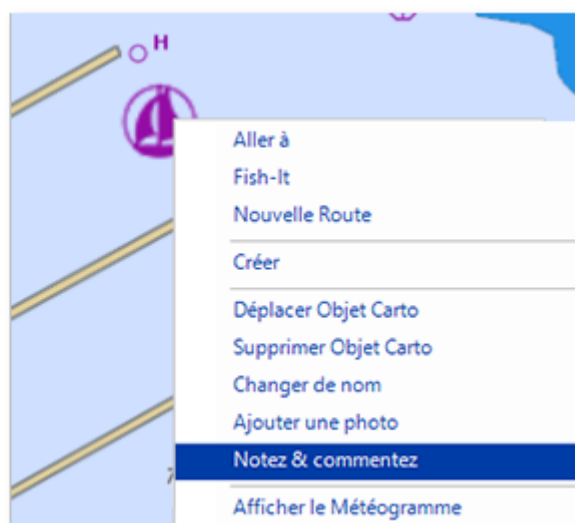 H
Aller à
Fish-It
Nouvelle Route
Créer
Déplacer Objet Carto
Supprimer Objet Carto
Changer de nom
Ajouter une photo
7
Notez & commentez
Afficher le Météogramme